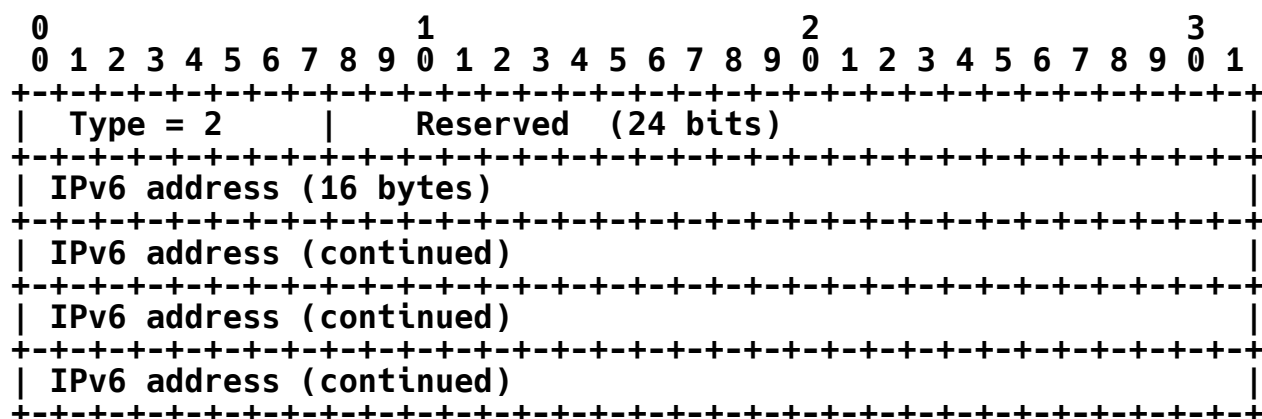 0                   1                   2                   3
 0 1 2 3 4 5 6 7 8 9 0 1 2 3 4 5 6 7 8 9 0 1 2 3 4 5 6 7 8 9 0 1
+-+-+-+-+-+-+-+-+-+-+-+-+-+-+-+-+-+-+-+-+-+-+-+-+-+-+-+-+-+-+-+-+
|  Type = 2     |    Reserved  (24 bits)                        |
+-+-+-+-+-+-+-+-+-+-+-+-+-+-+-+-+-+-+-+-+-+-+-+-+-+-+-+-+-+-+-+-+
| IPv6 address (16 bytes)                                       |
+-+-+-+-+-+-+-+-+-+-+-+-+-+-+-+-+-+-+-+-+-+-+-+-+-+-+-+-+-+-+-+-+
| IPv6 address (continued)                                      |
+-+-+-+-+-+-+-+-+-+-+-+-+-+-+-+-+-+-+-+-+-+-+-+-+-+-+-+-+-+-+-+-+
| IPv6 address (continued)                                      |
+-+-+-+-+-+-+-+-+-+-+-+-+-+-+-+-+-+-+-+-+-+-+-+-+-+-+-+-+-+-+-+-+
| IPv6 address (continued)                                      |
+-+-+-+-+-+-+-+-+-+-+-+-+-+-+-+-+-+-+-+-+-+-+-+-+-+-+-+-+-+-+-+-+